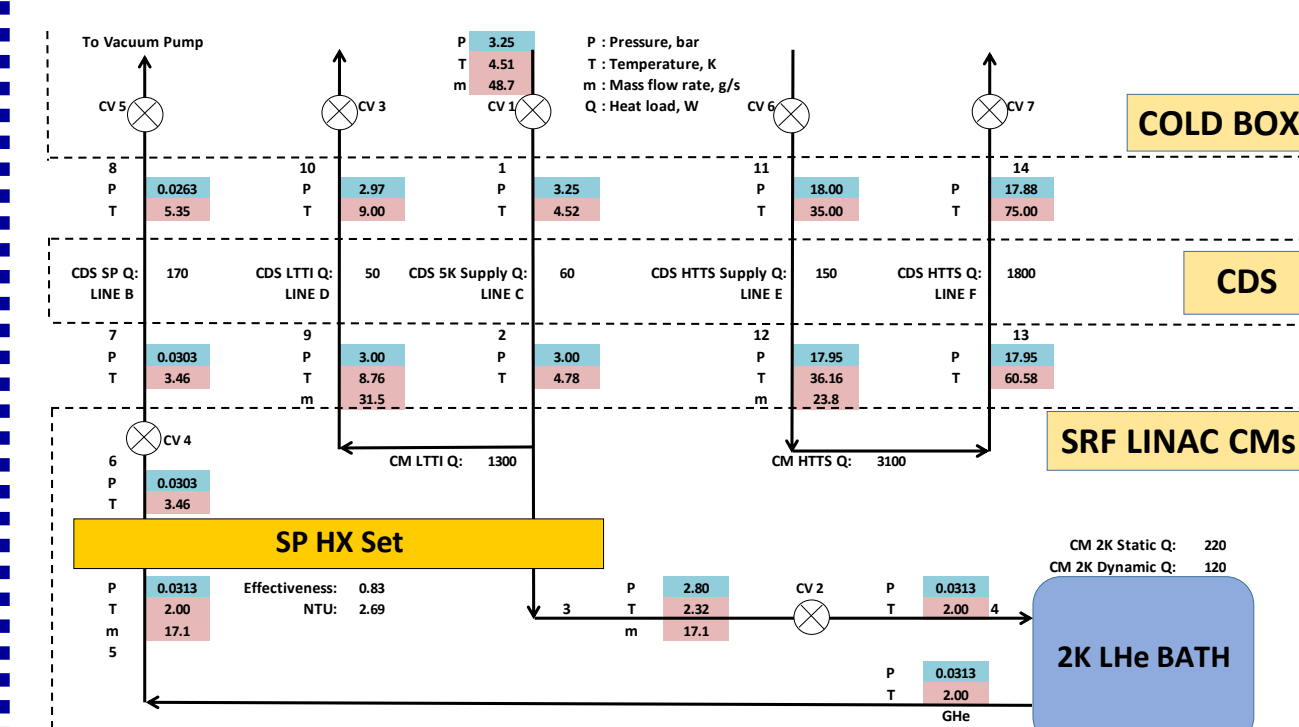 To Vacuum Pump
P 3.25
T 4.51
m 48.7
P : Pressure, bar
T : Temperature, K
m : Mass flow rate, g/s
Q : Heat load, W
CV 5
CV 3
CV 1
CV 6
CV 7
COLD BOX
8
P 0.0263
T 5.35
10
P 2.97
T 9.00
1
P 3.25
T 4.52
11
P 18.00
T 35.00
14
P 17.88
T 75.00
CDS SP Q: 170
LINE B
CDS LTTI Q: 50
LINE D
CDS 5K Supply Q: 60
LINE C
CDS HTTS Supply Q: 150
LINE E
CDS HTTS Q: 1800
LINE F
CDS
7
P 0.0303
T 3.46
9
P 3.00
T 8.76
m 31.5
2
P 3.00
T 4.78
12
P 17.95
T 36.16
m 23.8
13
P 17.95
T 60.58
SRF LINAC CMs
CV 4
6
P 0.0303
T 3.46
CM LTTI Q: 1300
CM HTTS Q: 3100
SP HX Set
CM 2K Static Q: 220
CM 2K Dynamic Q: 120
P 0.0313
T 2.00
m 17.1
5
Effectiveness: 0.83
NTU: 2.69
3
P 2.80
T 2.32
m 17.1
CV 2
P 0.0313
T 2.00 4
2K LHe BATH
P 0.0313
T 2.00
GHe